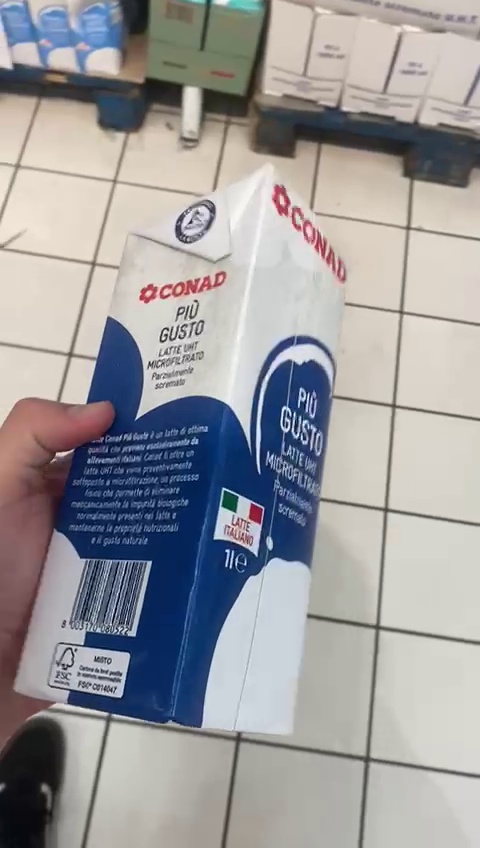 CONAD
PIÙ
GUSTO
LATTE UHT
MICROFILTRATO
Parzialmente
scremato
Conad Più Gusto è un latte di ottima
qualità che proviene esclusivamente da
allevamenti italiani. Conad ti offre un
latte UHT che viene preventivamente
sottoposto a microfiltrazione, un processo
fisico che permette di eliminare
meccanicamente le impurità biologiche
normalmente presenti nel latte e
mantenerne le proprietà nutrizionali
e il gusto naturale
FSC
MISTO
FSC® C014047
CONAD
PIÙ
GUSTO
LATTE UHT
MICROFILTRATO
Parzialmente
scremato
LATTE
ITALIANO
1l e